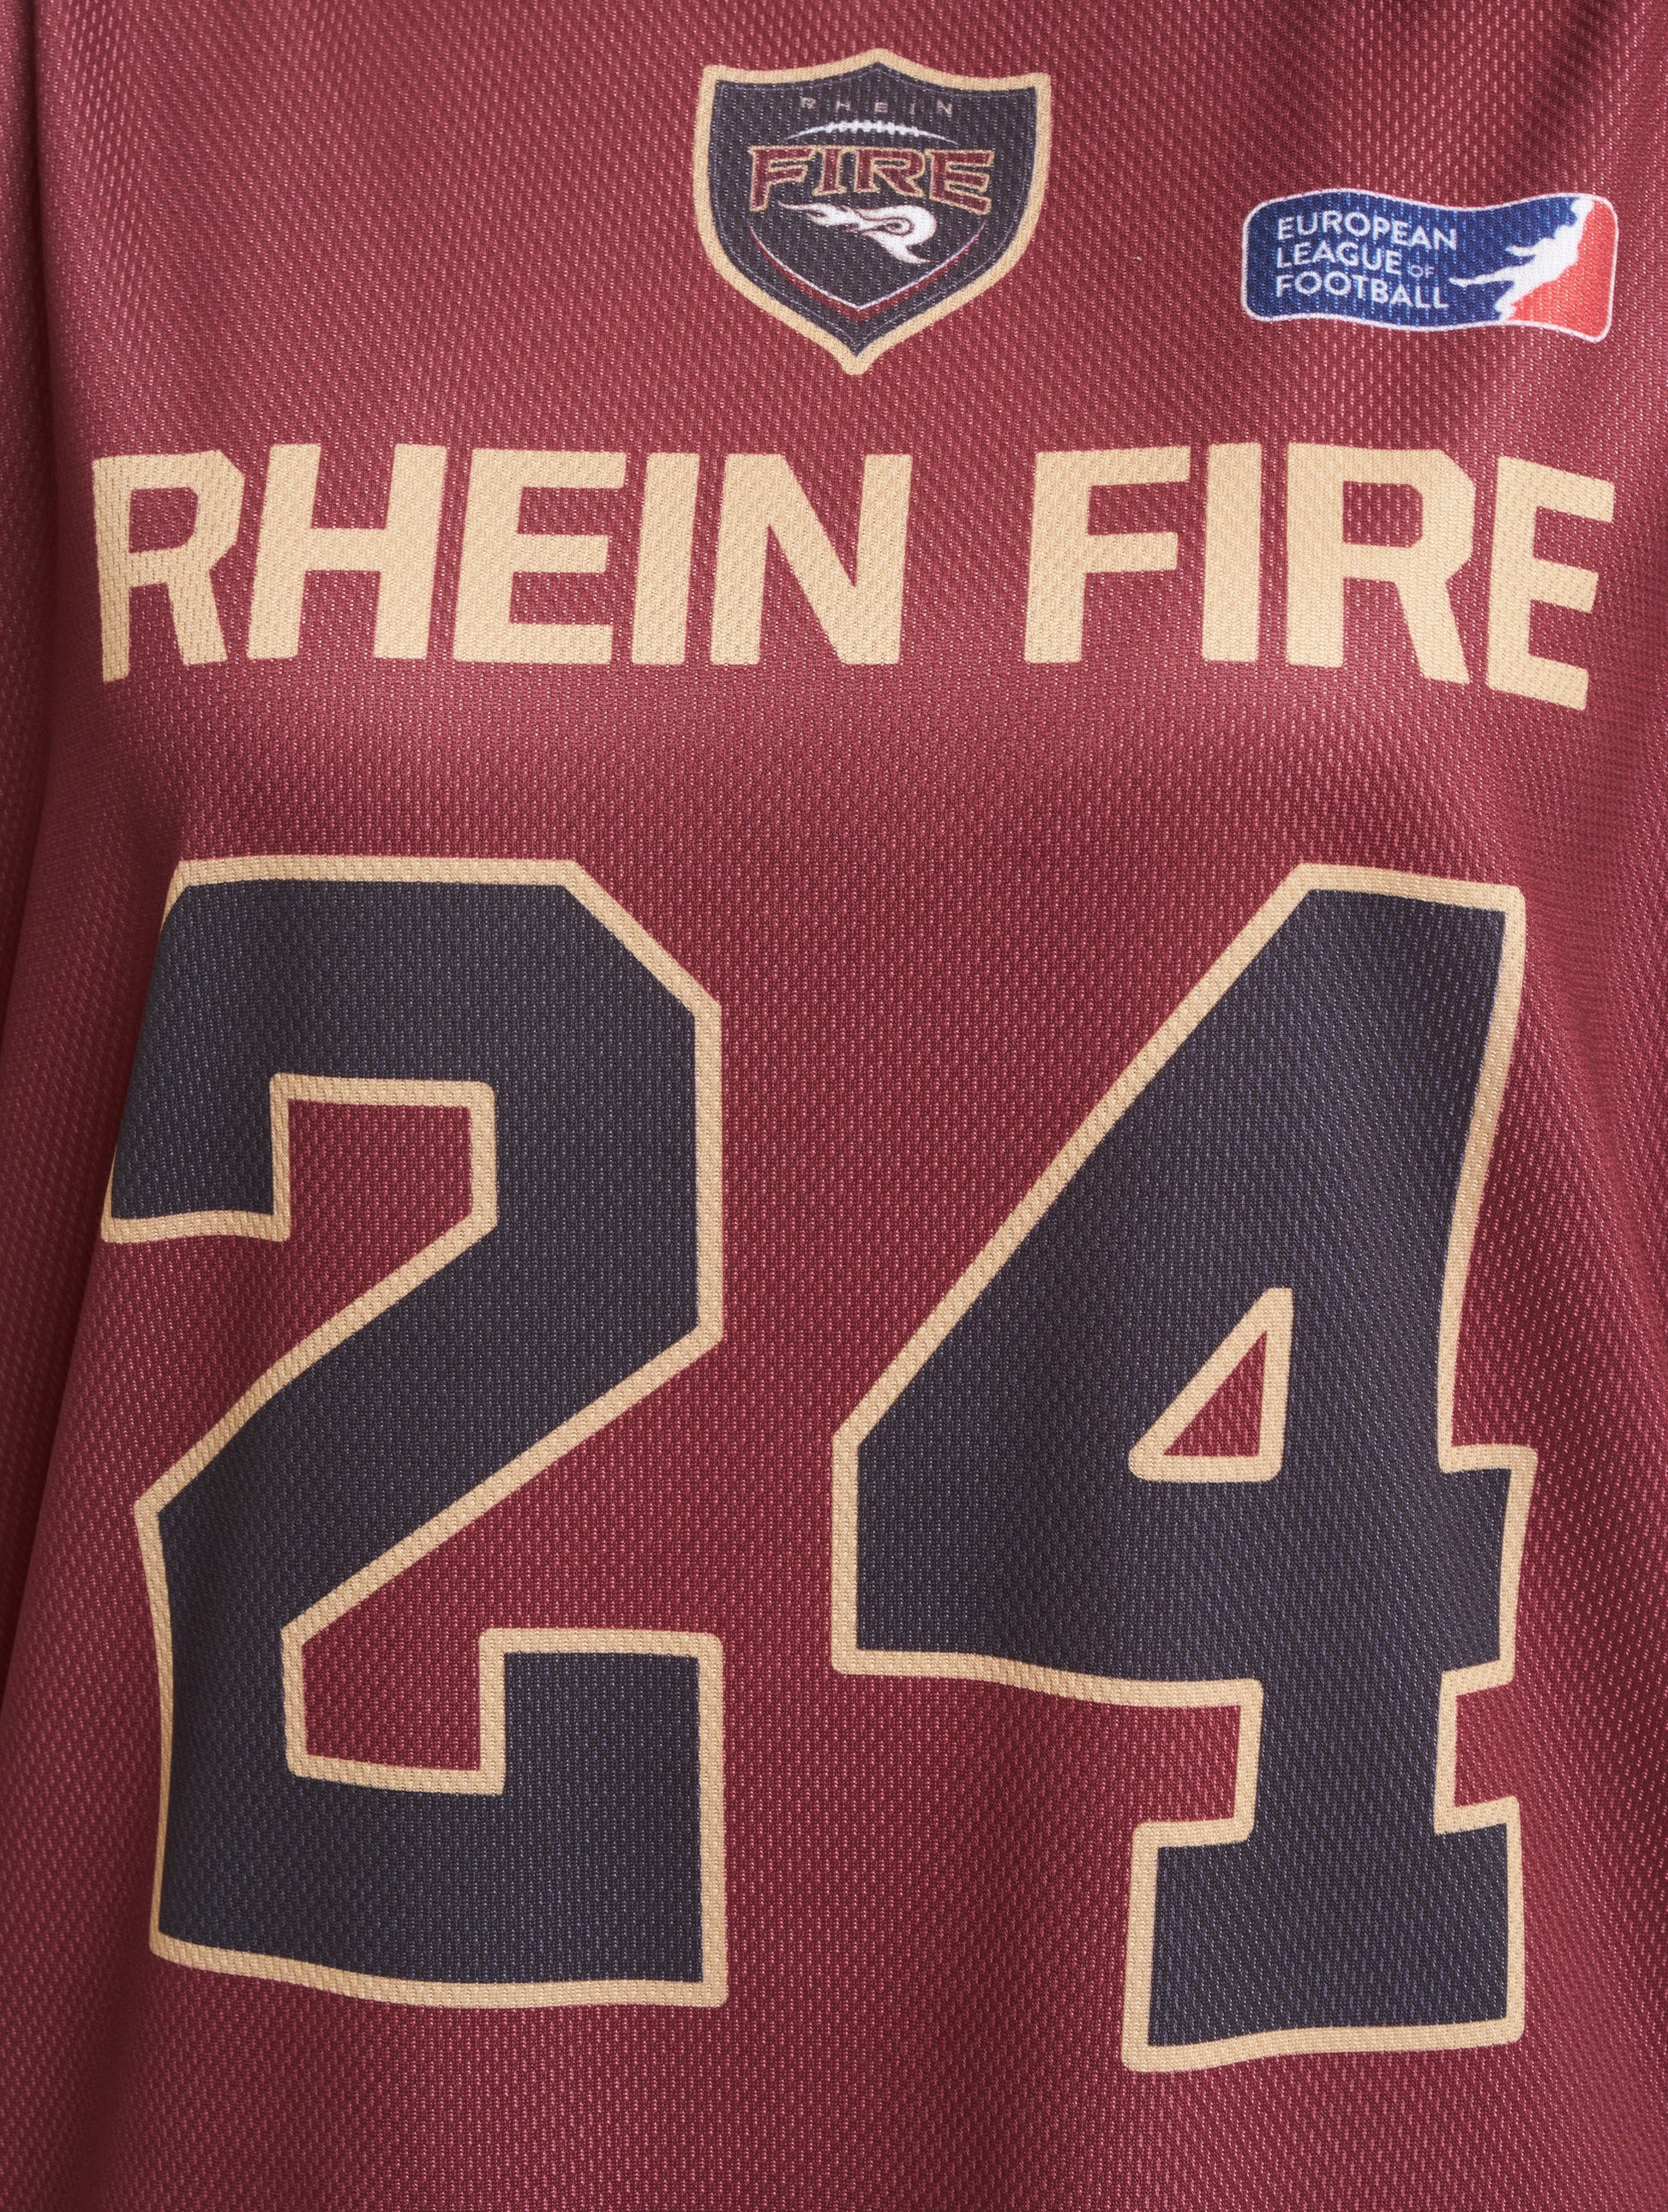 RHEIN
FIRE
EUROPEAN
LEAGUE OF
FOOTBALL
RHEIN FIRE
24